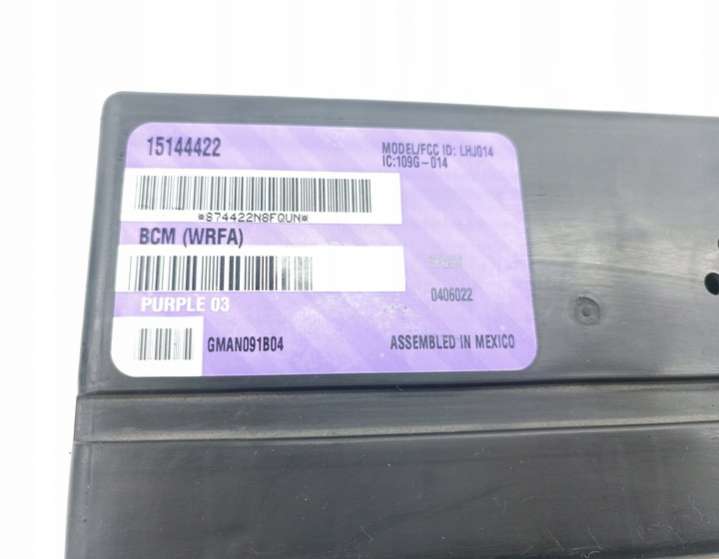 15144422
MODEL/FCC ID: LHJ014
IC:109G-014
*874422N8FQUN*
BCM (WRFA)
0406022
PURPLE 03
GMAN091B04
ASSEMBLED IN MEXICO